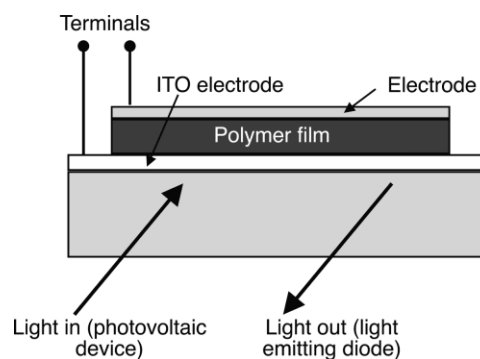 Terminals
ITO electrode
Electrode
Polymer film
Light in (photovoltaic
device)
Light out (light
emitting diode)